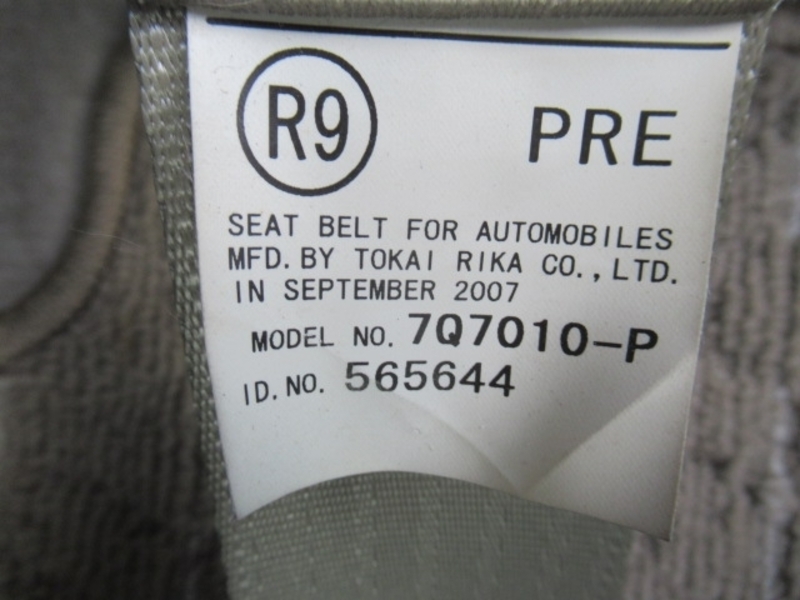 R9 PRE
SEAT BELT FOR AUTOMOBILES
MFD. BY TOKAI RIKA CO., LTD.
IN SEPTEMBER 2007
MODEL NO. 7Q7010-P
ID. NO. 565644